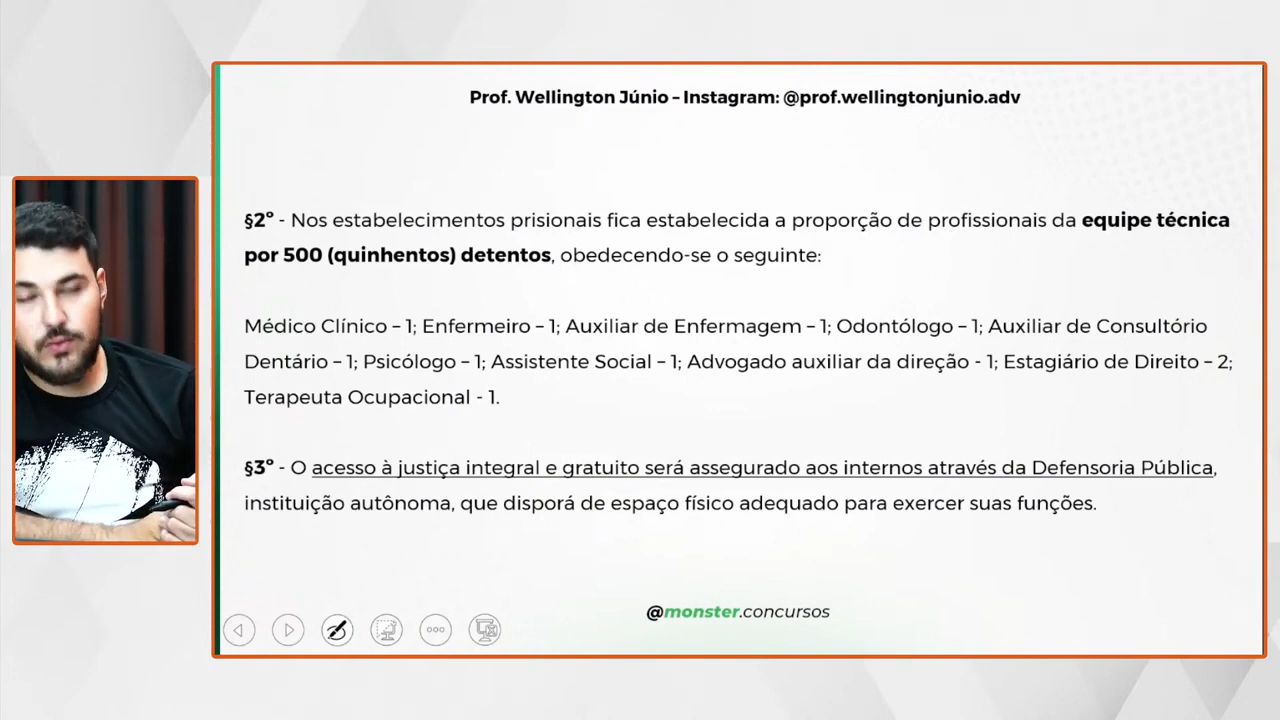 Prof. Wellington Júnio – Instagram: @prof.wellingtonjunio.adv
§2º - Nos estabelecimentos prisionais fica estabelecida a proporção de profissionais da equipe técnica
por 500 (quinhentos) detentos, obedecendo-se o seguinte:
Médico Clínico – 1; Enfermeiro – 1; Auxiliar de Enfermagem – 1; Odontólogo – 1; Auxiliar de Consultório
Dentário – 1; Psicólogo – 1; Assistente Social – 1; Advogado auxiliar da direção - 1; Estagiário de Direito – 2;
Terapeuta Ocupacional - 1.
§3º - O acesso à justiça integral e gratuito será assegurado aos internos através da Defensoria Pública,
instituição autônoma, que disporá de espaço físico adequado para exercer suas funções.
@monster.concursos